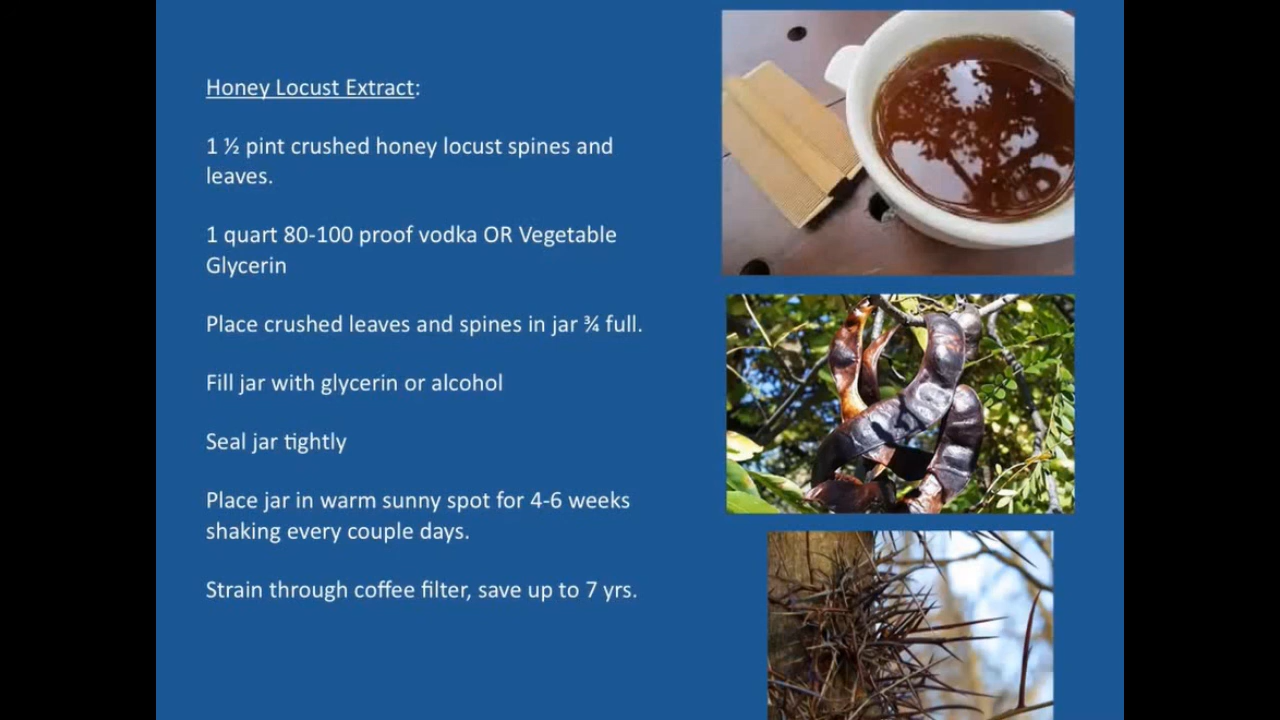 Honey Locust Extract:
1 ½ pint crushed honey locust spines and
leaves.
1 quart 80-100 proof vodka OR Vegetable
Glycerin
Place crushed leaves and spines in jar ¾ full.
Fill jar with glycerin or alcohol
Seal jar tightly
Place jar in warm sunny spot for 4-6 weeks
shaking every couple days.
Strain through coffee filter, save up to 7 yrs.